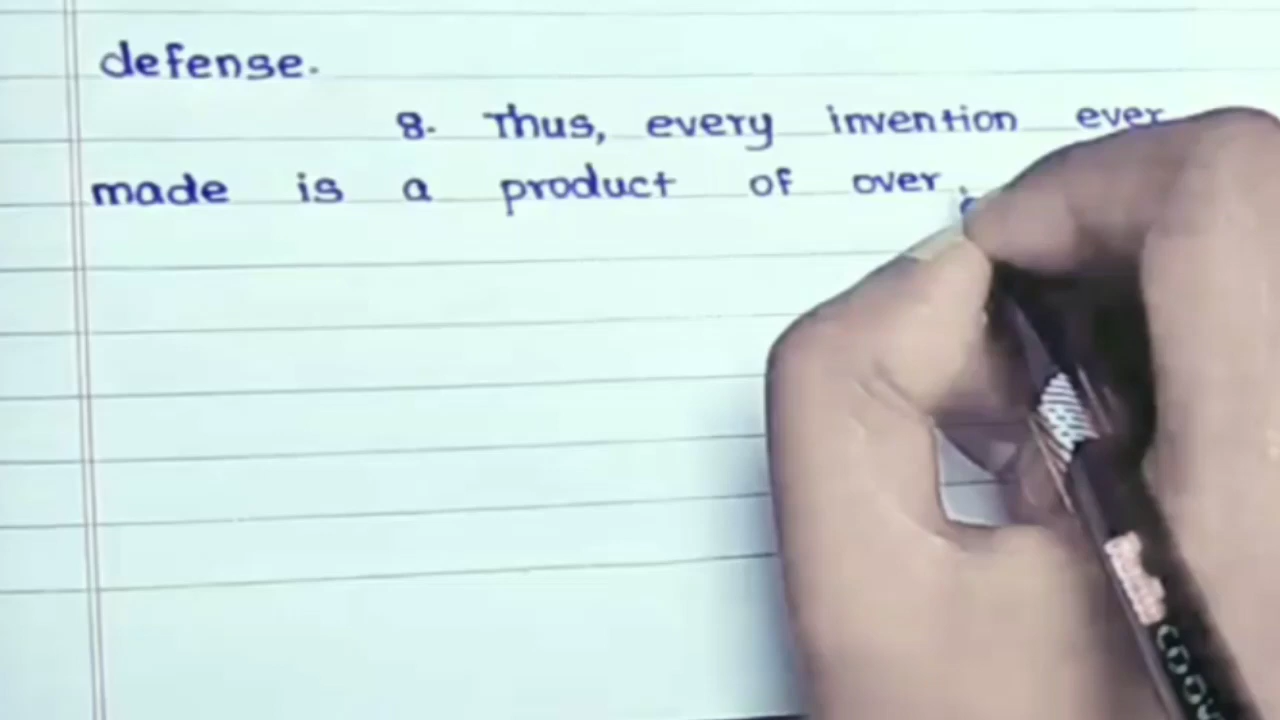 defense.
8. Thus, every invention ever
made is a product of over